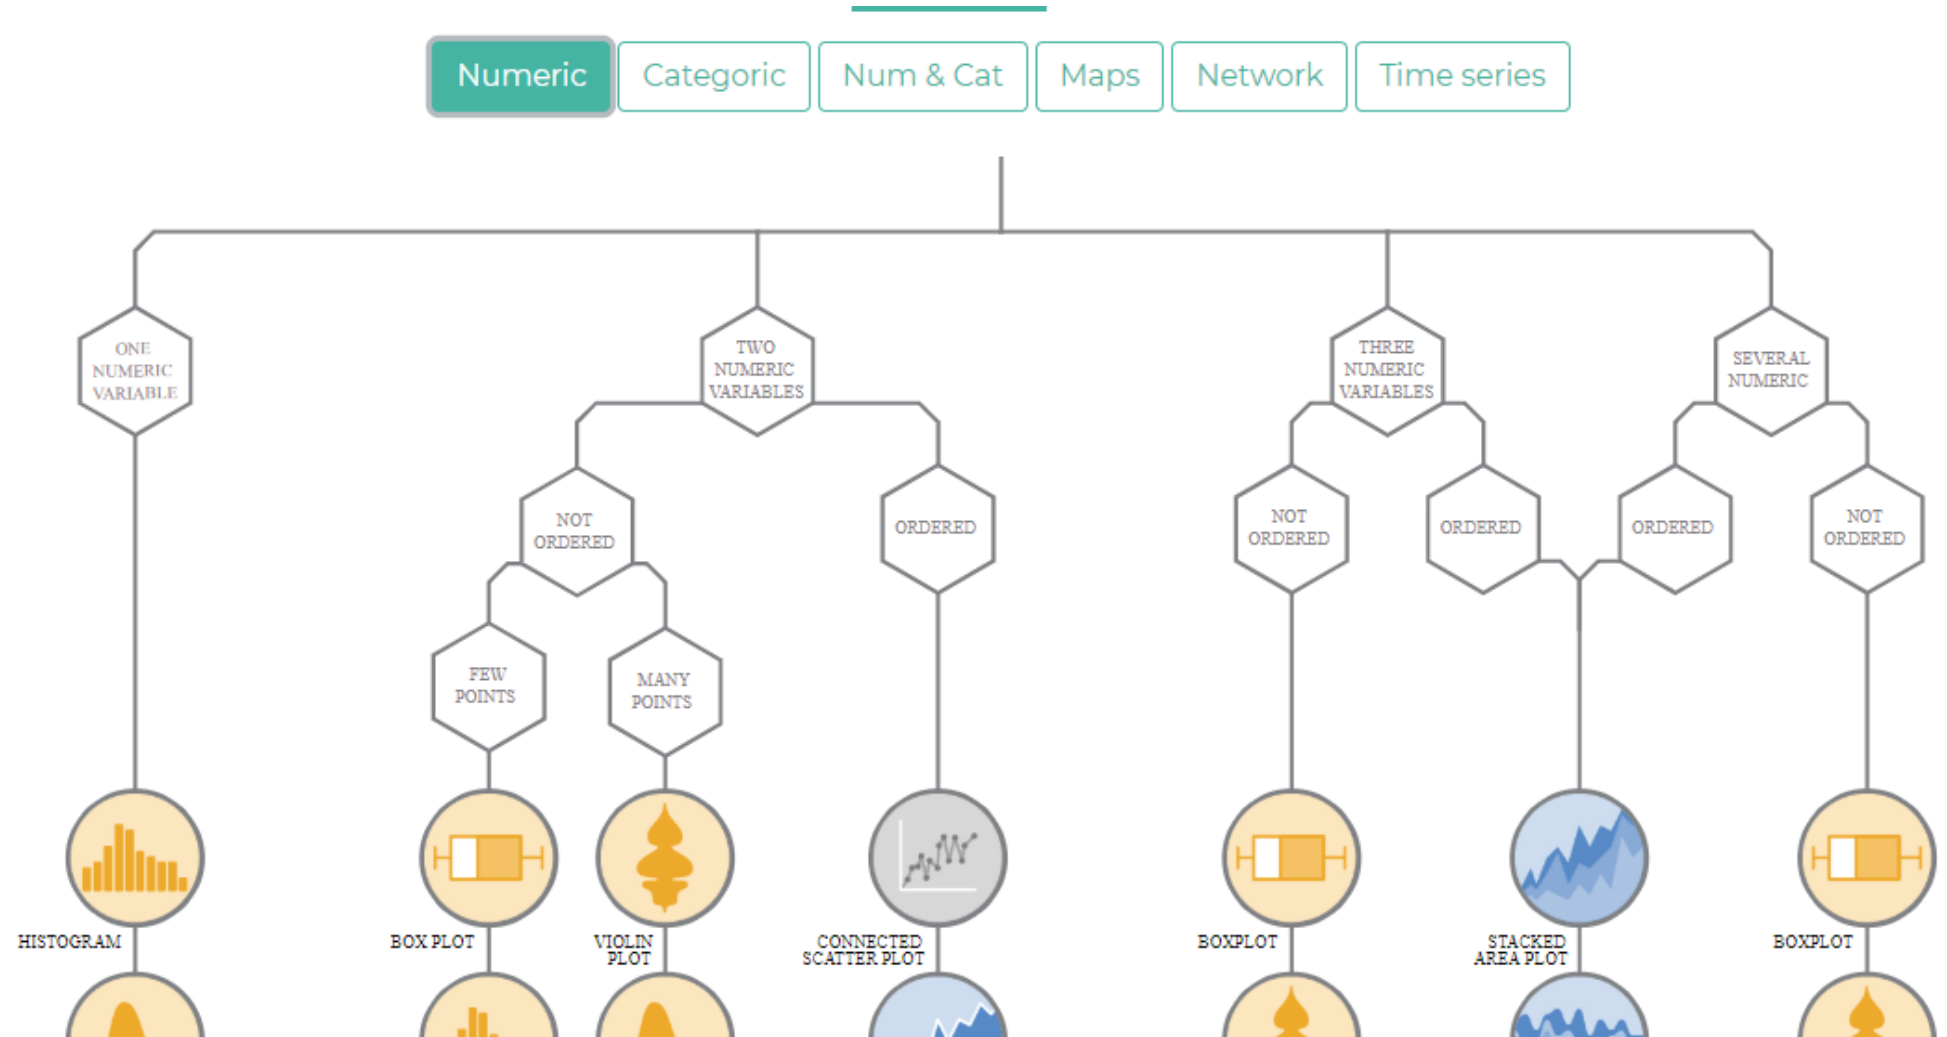 Numeric
Categoric
Num & Cat
Maps
Network
Time series
ONE
NUMERIC
VARIABLE
TWO
NUMERIC
VARIABLES
THREE
NUMERIC
VARIABLES
SEVERAL
NUMERIC
NOT
ORDERED
ORDERED
NOT
ORDERED
ORDERED
ORDERED
NOT
ORDERED
FEW
POINTS
MANY
POINTS
HISTOGRAM
BOX PLOT
VIOLIN
PLOT
CONNECTED
SCATTER PLOT
BOXPLOT
STACKED
AREA PLOT
BOXPLOT